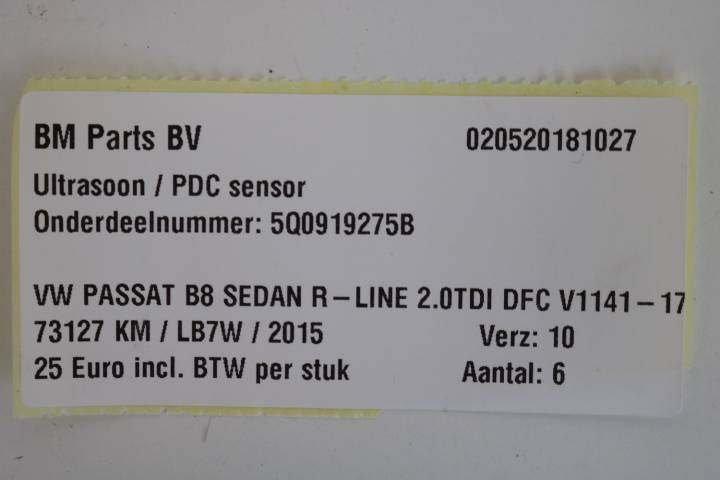 BM Parts BV 020520181027
Ultrasoon / PDC sensor
Onderdeelnummer: 5Q0919275B
VW PASSAT B8 SEDAN R-LINE 2.0TDI DFC V1141-17
73127 KM / LB7W / 2015 Verz: 10
25 Euro incl. BTW per stuk Aantal: 6